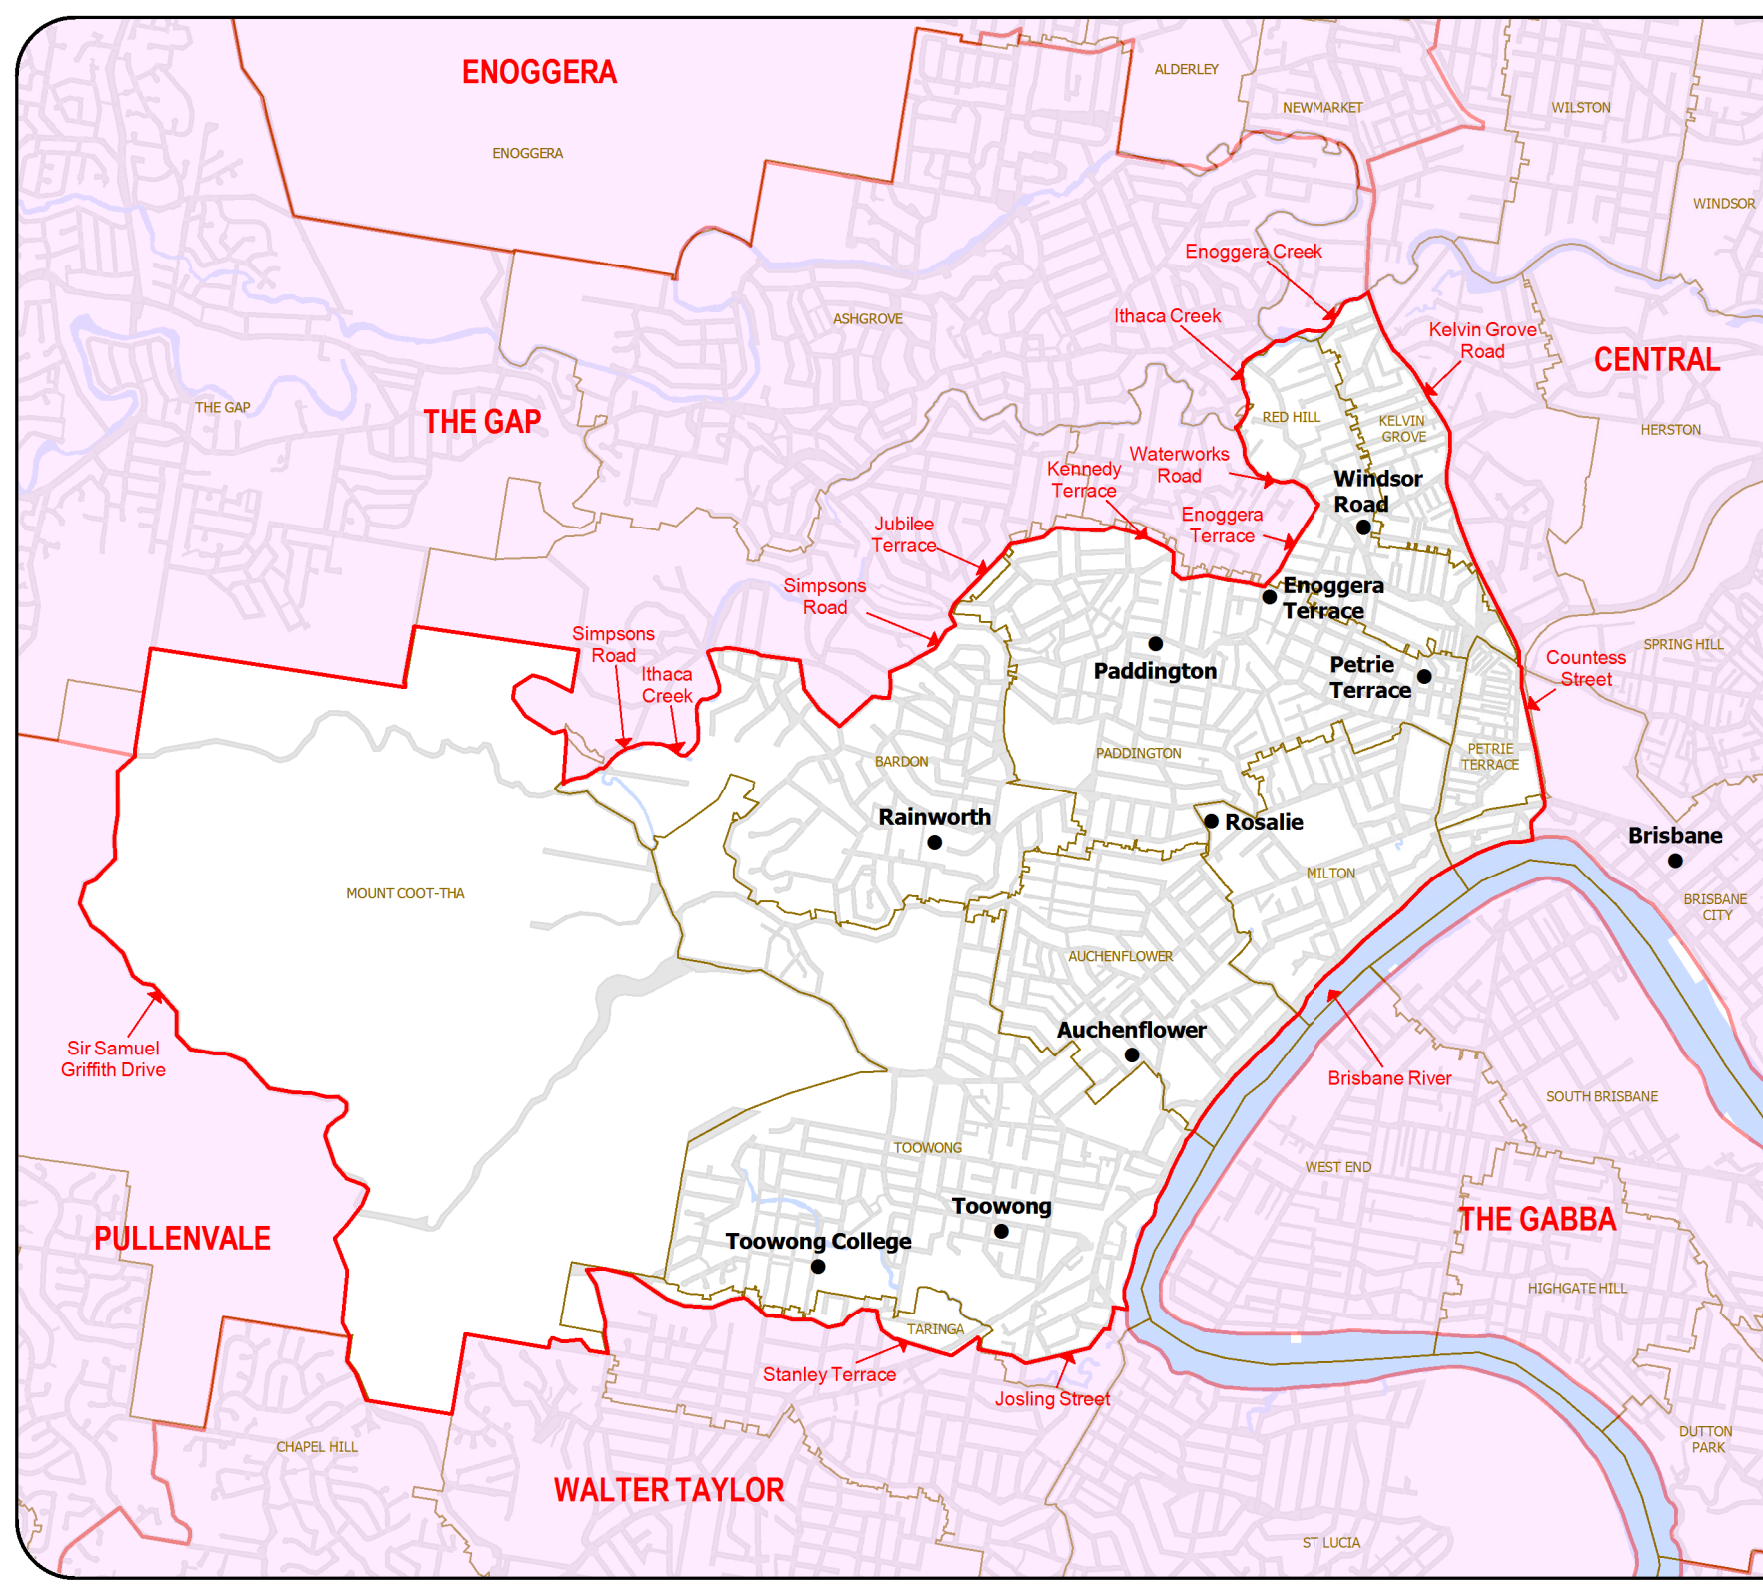 ENOGGERA
ALDERLEY
NEWMARKET
WILSTON
ENOGGERA
WINDSOR
Enoggera Creek
Ithaca Creek
ASHGROVE
Kelvin Grove
Road
CENTRAL
THE GAP
THE GAP
RED HILL
KELVIN
GROVE
HERSTON
Waterworks
Road
Kennedy
Terrace
Windsor
Road
Enoggera
Terrace
Jubilee
Terrace
Simpsons
Road
Enoggera
Terrace
Simpsons
Road
Ithaca
Creek
Paddington
Petrie
Terrace
SPRING HILL
Countess
Street
BARDON
PADDINGTON
PETRIE
TERRACE
Rainworth
Rosalie
Brisbane
MOUNT COOT-THA
MILTON
BRISBANE
CITY
AUCHENFLOWER
Auchenflower
Sir Samuel
Griffith Drive
Brisbane River
SOUTH BRISBANE
TOOWONG
WEST END
Toowong
THE GABBA
PULLENVALE
Toowong College
HIGHGATE HILL
TARINGA
Stanley Terrace
Josling Street
CHAPEL HILL
DUTTON
PARK
WALTER TAYLOR
ST LUCIA